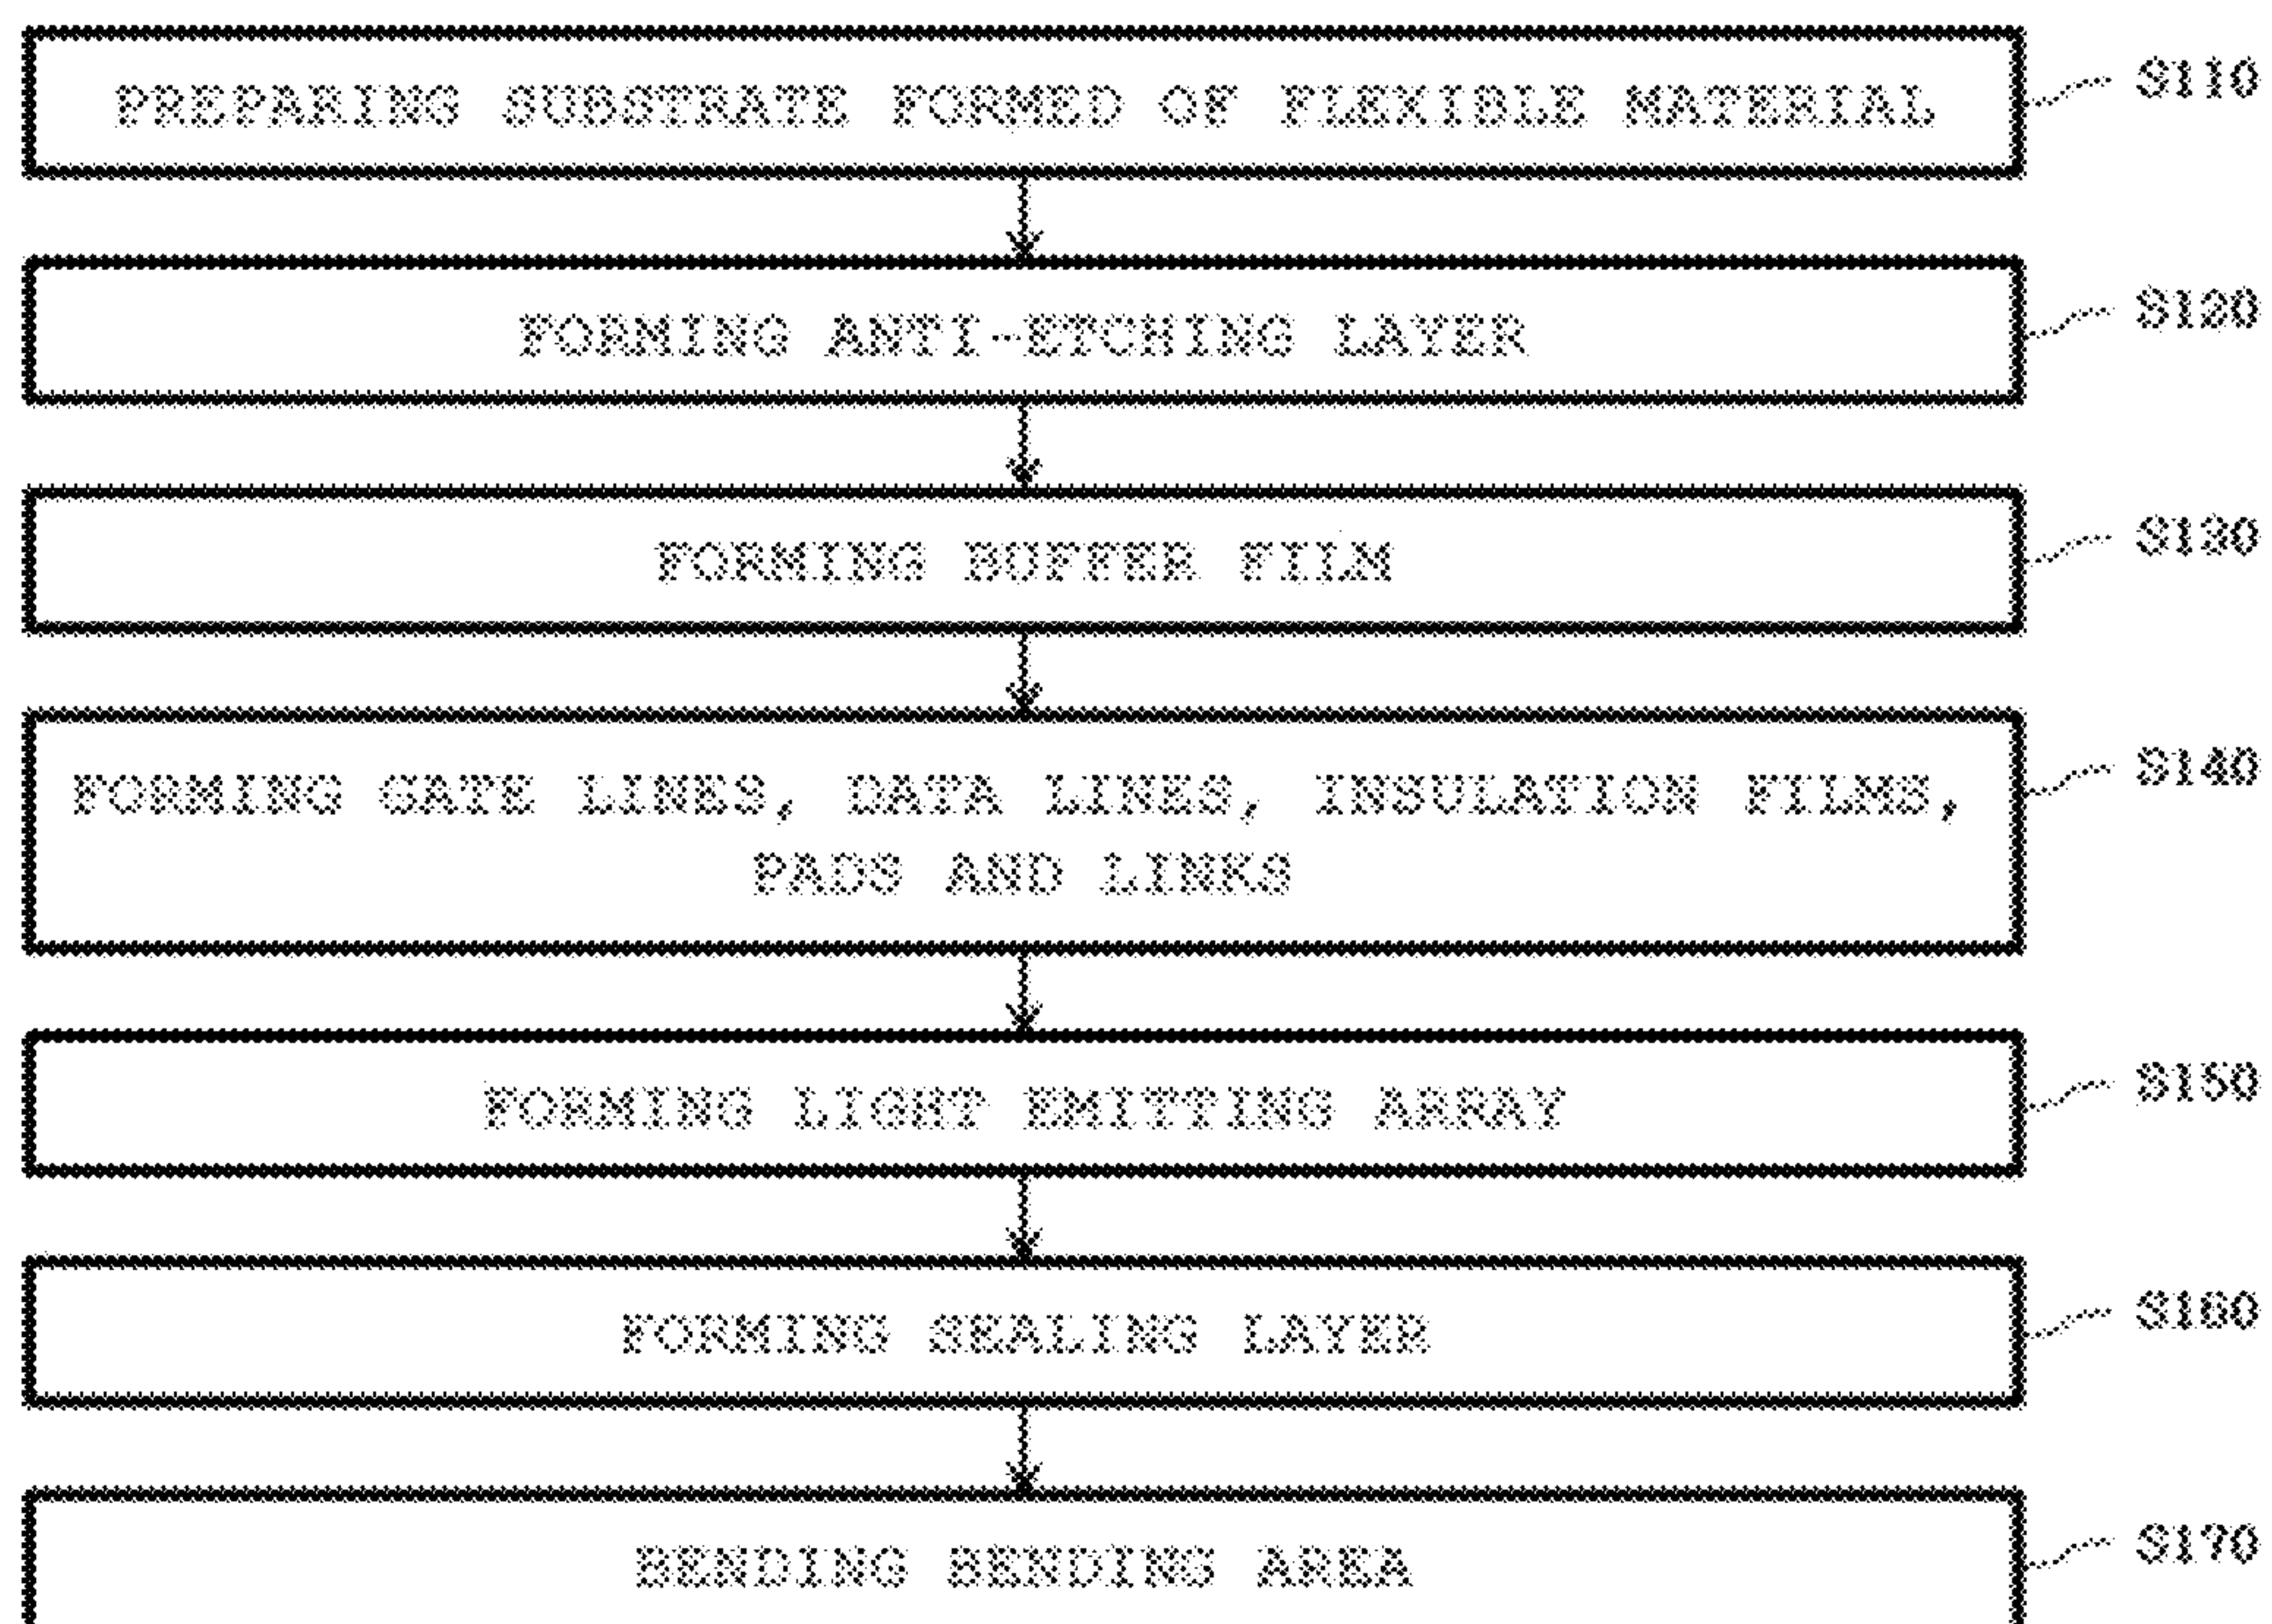 PREPARING SUBSTRATE FORMED OF FLEXIBLE MATERIAL S110
FORMING ANTI-ETCHING LAYER S120
FORMING BUFFER FILM S130
FORMING GATE LINES, DATA LINES, INSULATION FILMS, S140
PADS AND LINKS
FORMING LIGHT EMITTING ARRAY S150
FORMING SEALING LAYER S160
BENDING BENDING AREA S170